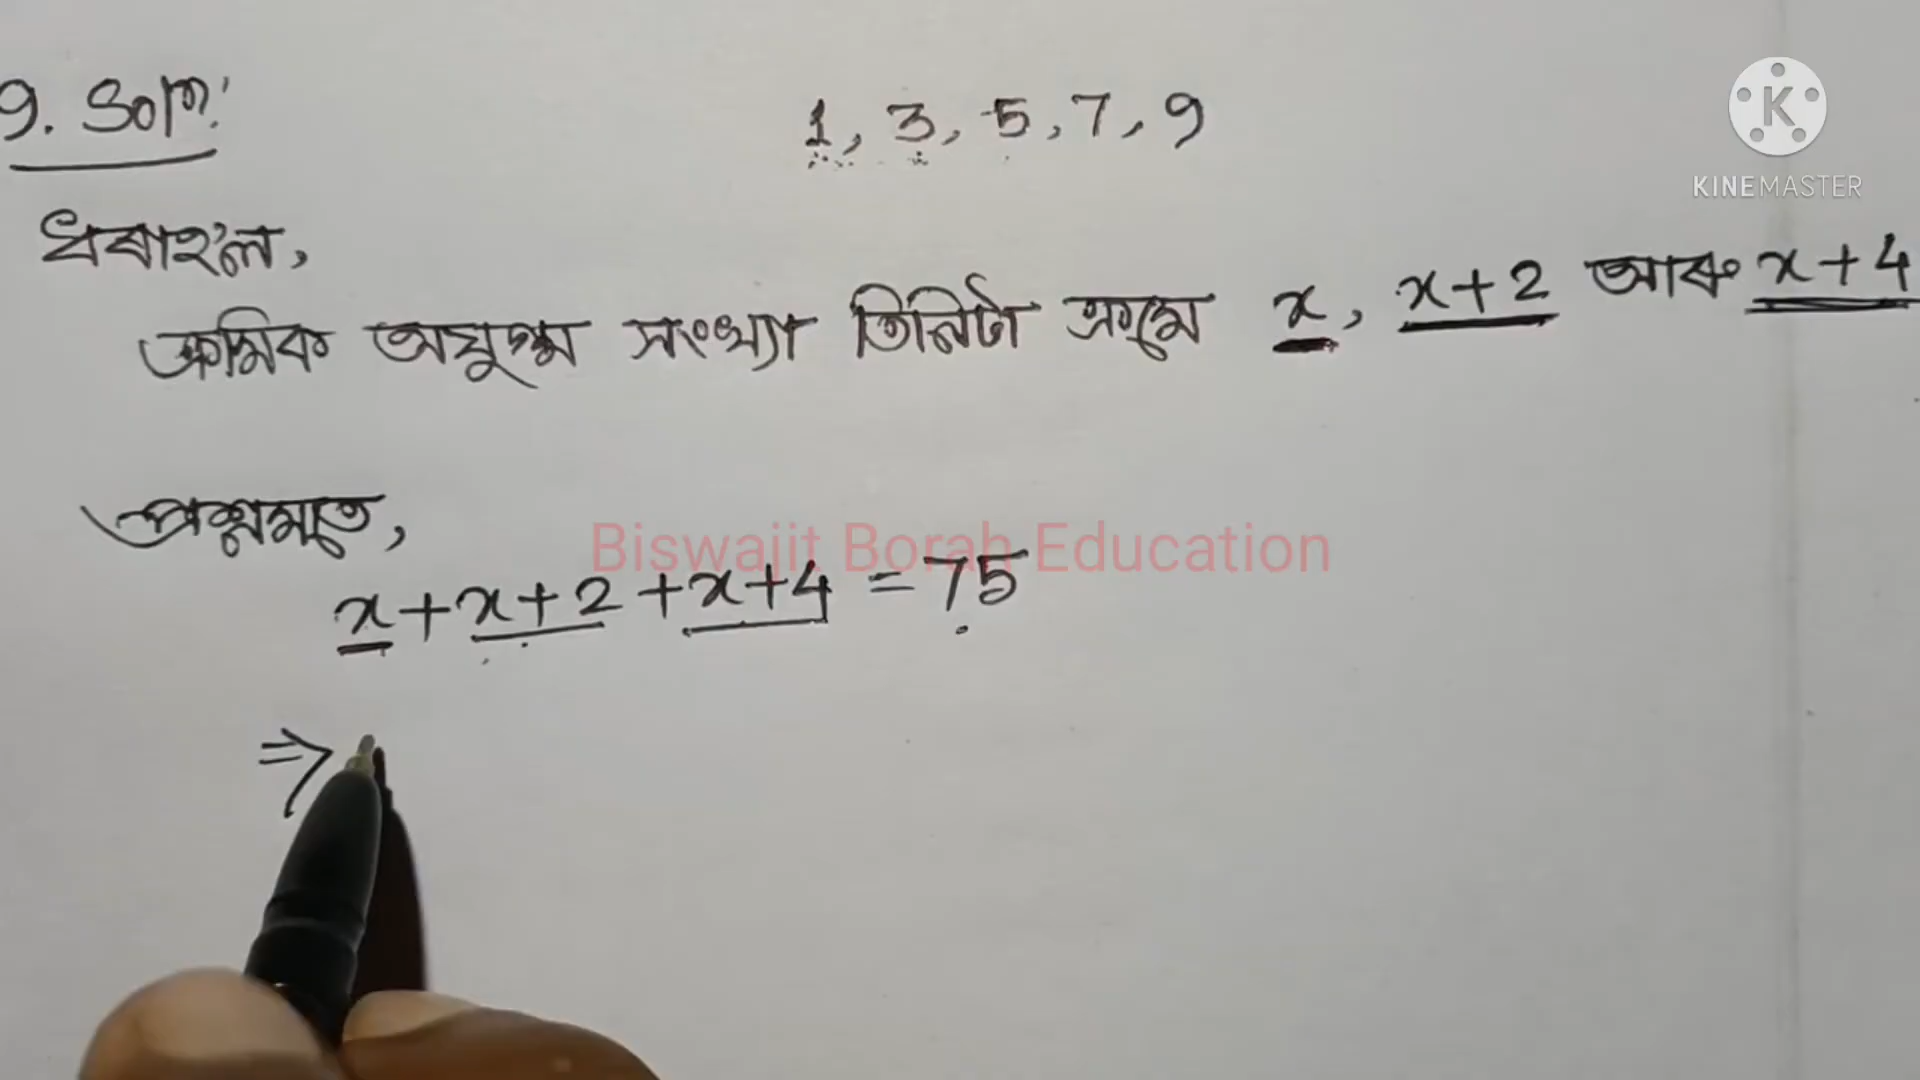 9. Solnː
1, 3, 5, 7, 9
KINEMASTER
ধৰাহ'ল,
ক্ৰমিক অযুগ্ম সংখ্যা তিনিটা ক্ৰমে x, x+2 আৰু x+4
প্ৰশ্নমতে,
Biswajit Borah Education
x+x+2+x+4 = 75
⇒